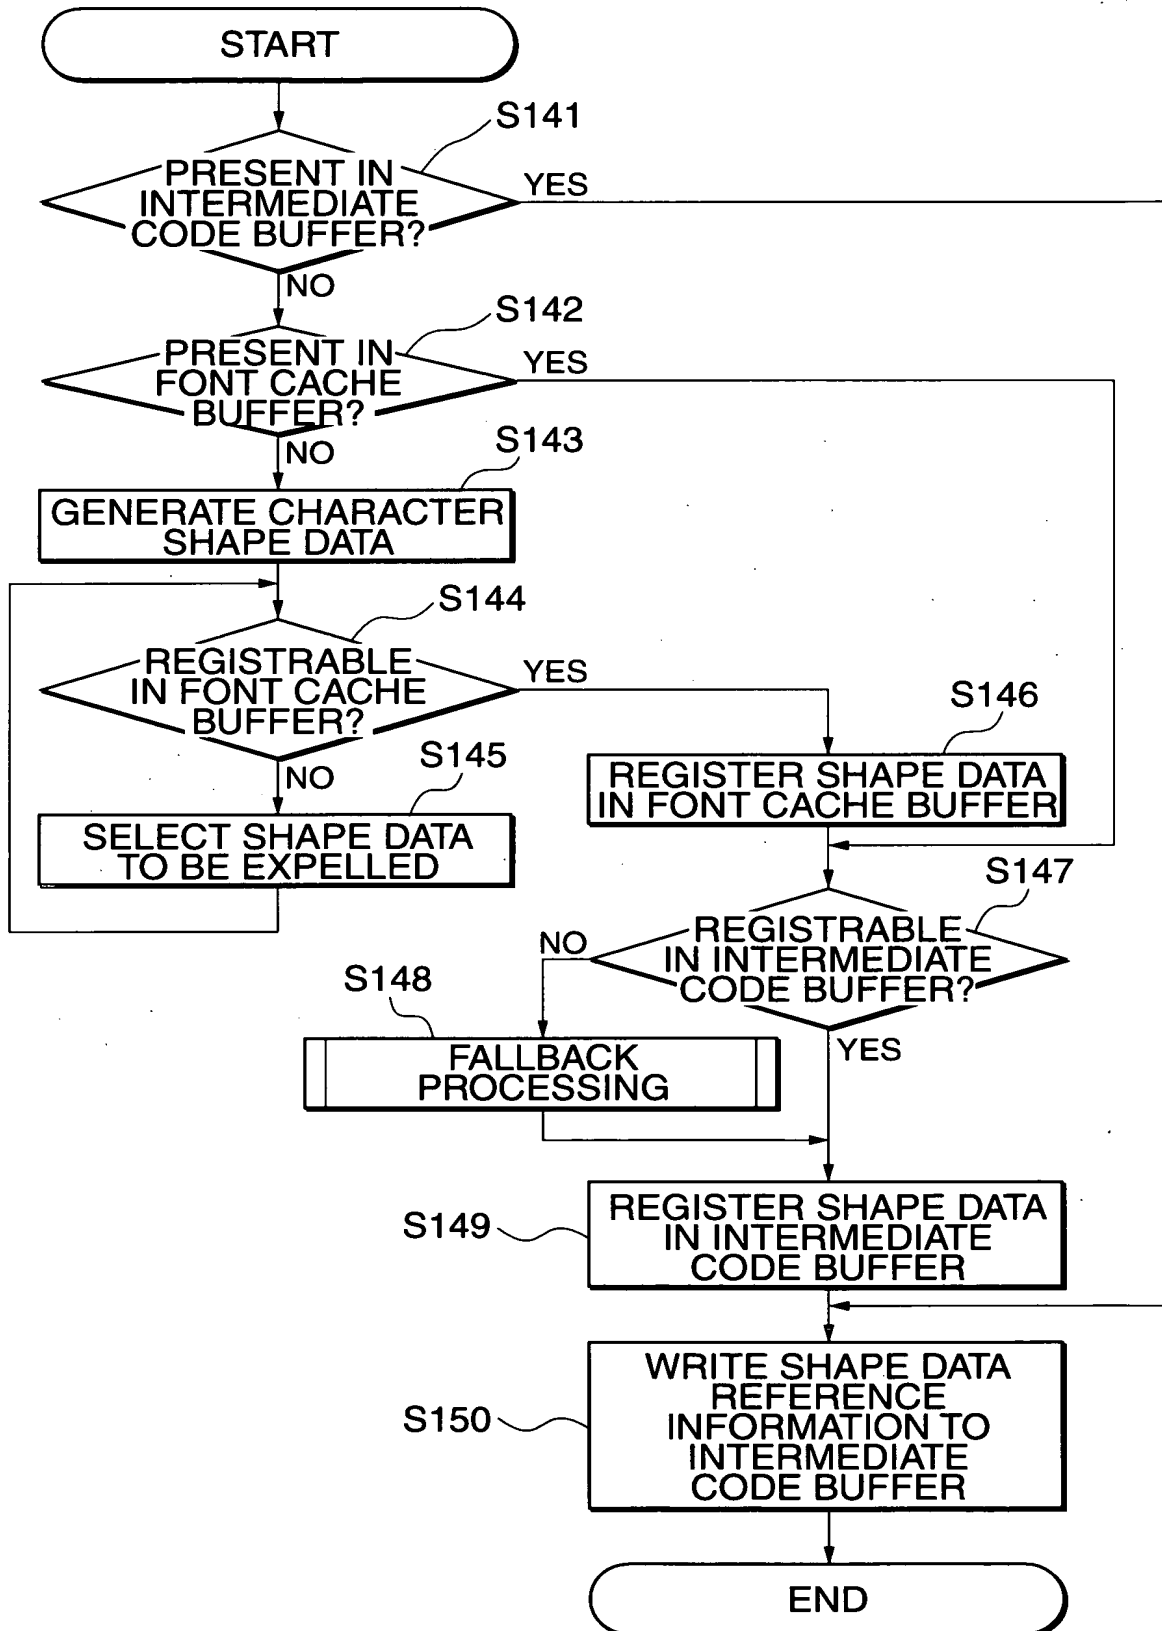 START
S141
PRESENT IN
INTERMEDIATE
CODE BUFFER?
YES
NO
S142
PRESENT IN
FONT CACHE
BUFFER?
YES
NO
S143
GENERATE CHARACTER
SHAPE DATA
S144
REGISTRABLE
IN FONT CACHE
BUFFER?
YES
NO
S145
SELECT SHAPE DATA
TO BE EXPELLED
S146
REGISTER SHAPE DATA
IN FONT CACHE BUFFER
S147
REGISTRABLE
IN INTERMEDIATE
CODE BUFFER?
NO
YES
S148
FALLBACK
PROCESSING
S149
REGISTER SHAPE DATA
IN INTERMEDIATE
CODE BUFFER
S150
WRITE SHAPE DATA
REFERENCE
INFORMATION TO
INTERMEDIATE
CODE BUFFER
END